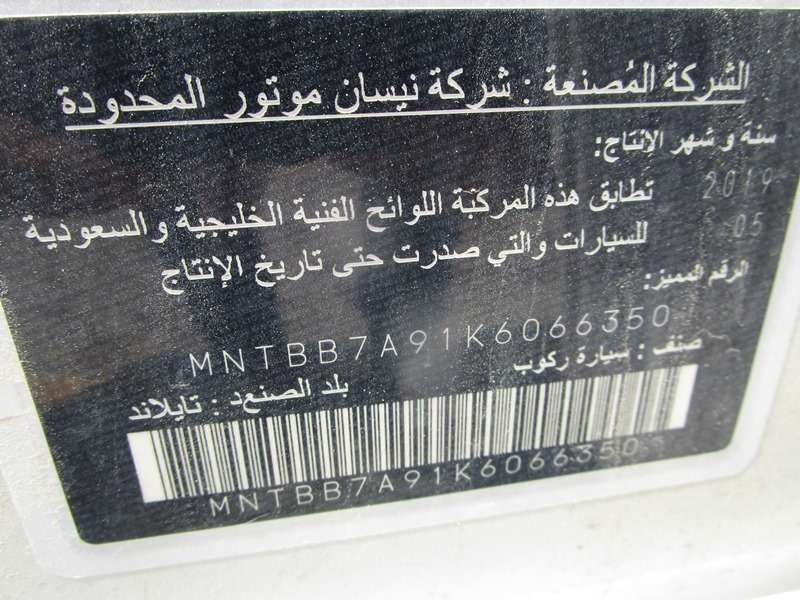 الشركة المُصنعة : شركة نيسان موتور المحدودة
سنة و شهر الإنتاج:
2019 تطابق هذه المركبة اللوائح الفنية الخليجية والسعودية
05 للسيارات والتي صدرت حتى تاريخ الإنتاج
الرقم المميز:
MNTBB7A91K6066350
صنف : سيارة ركوب
بلد الصنعد : تايلاند
MNTBB7A91K6066350